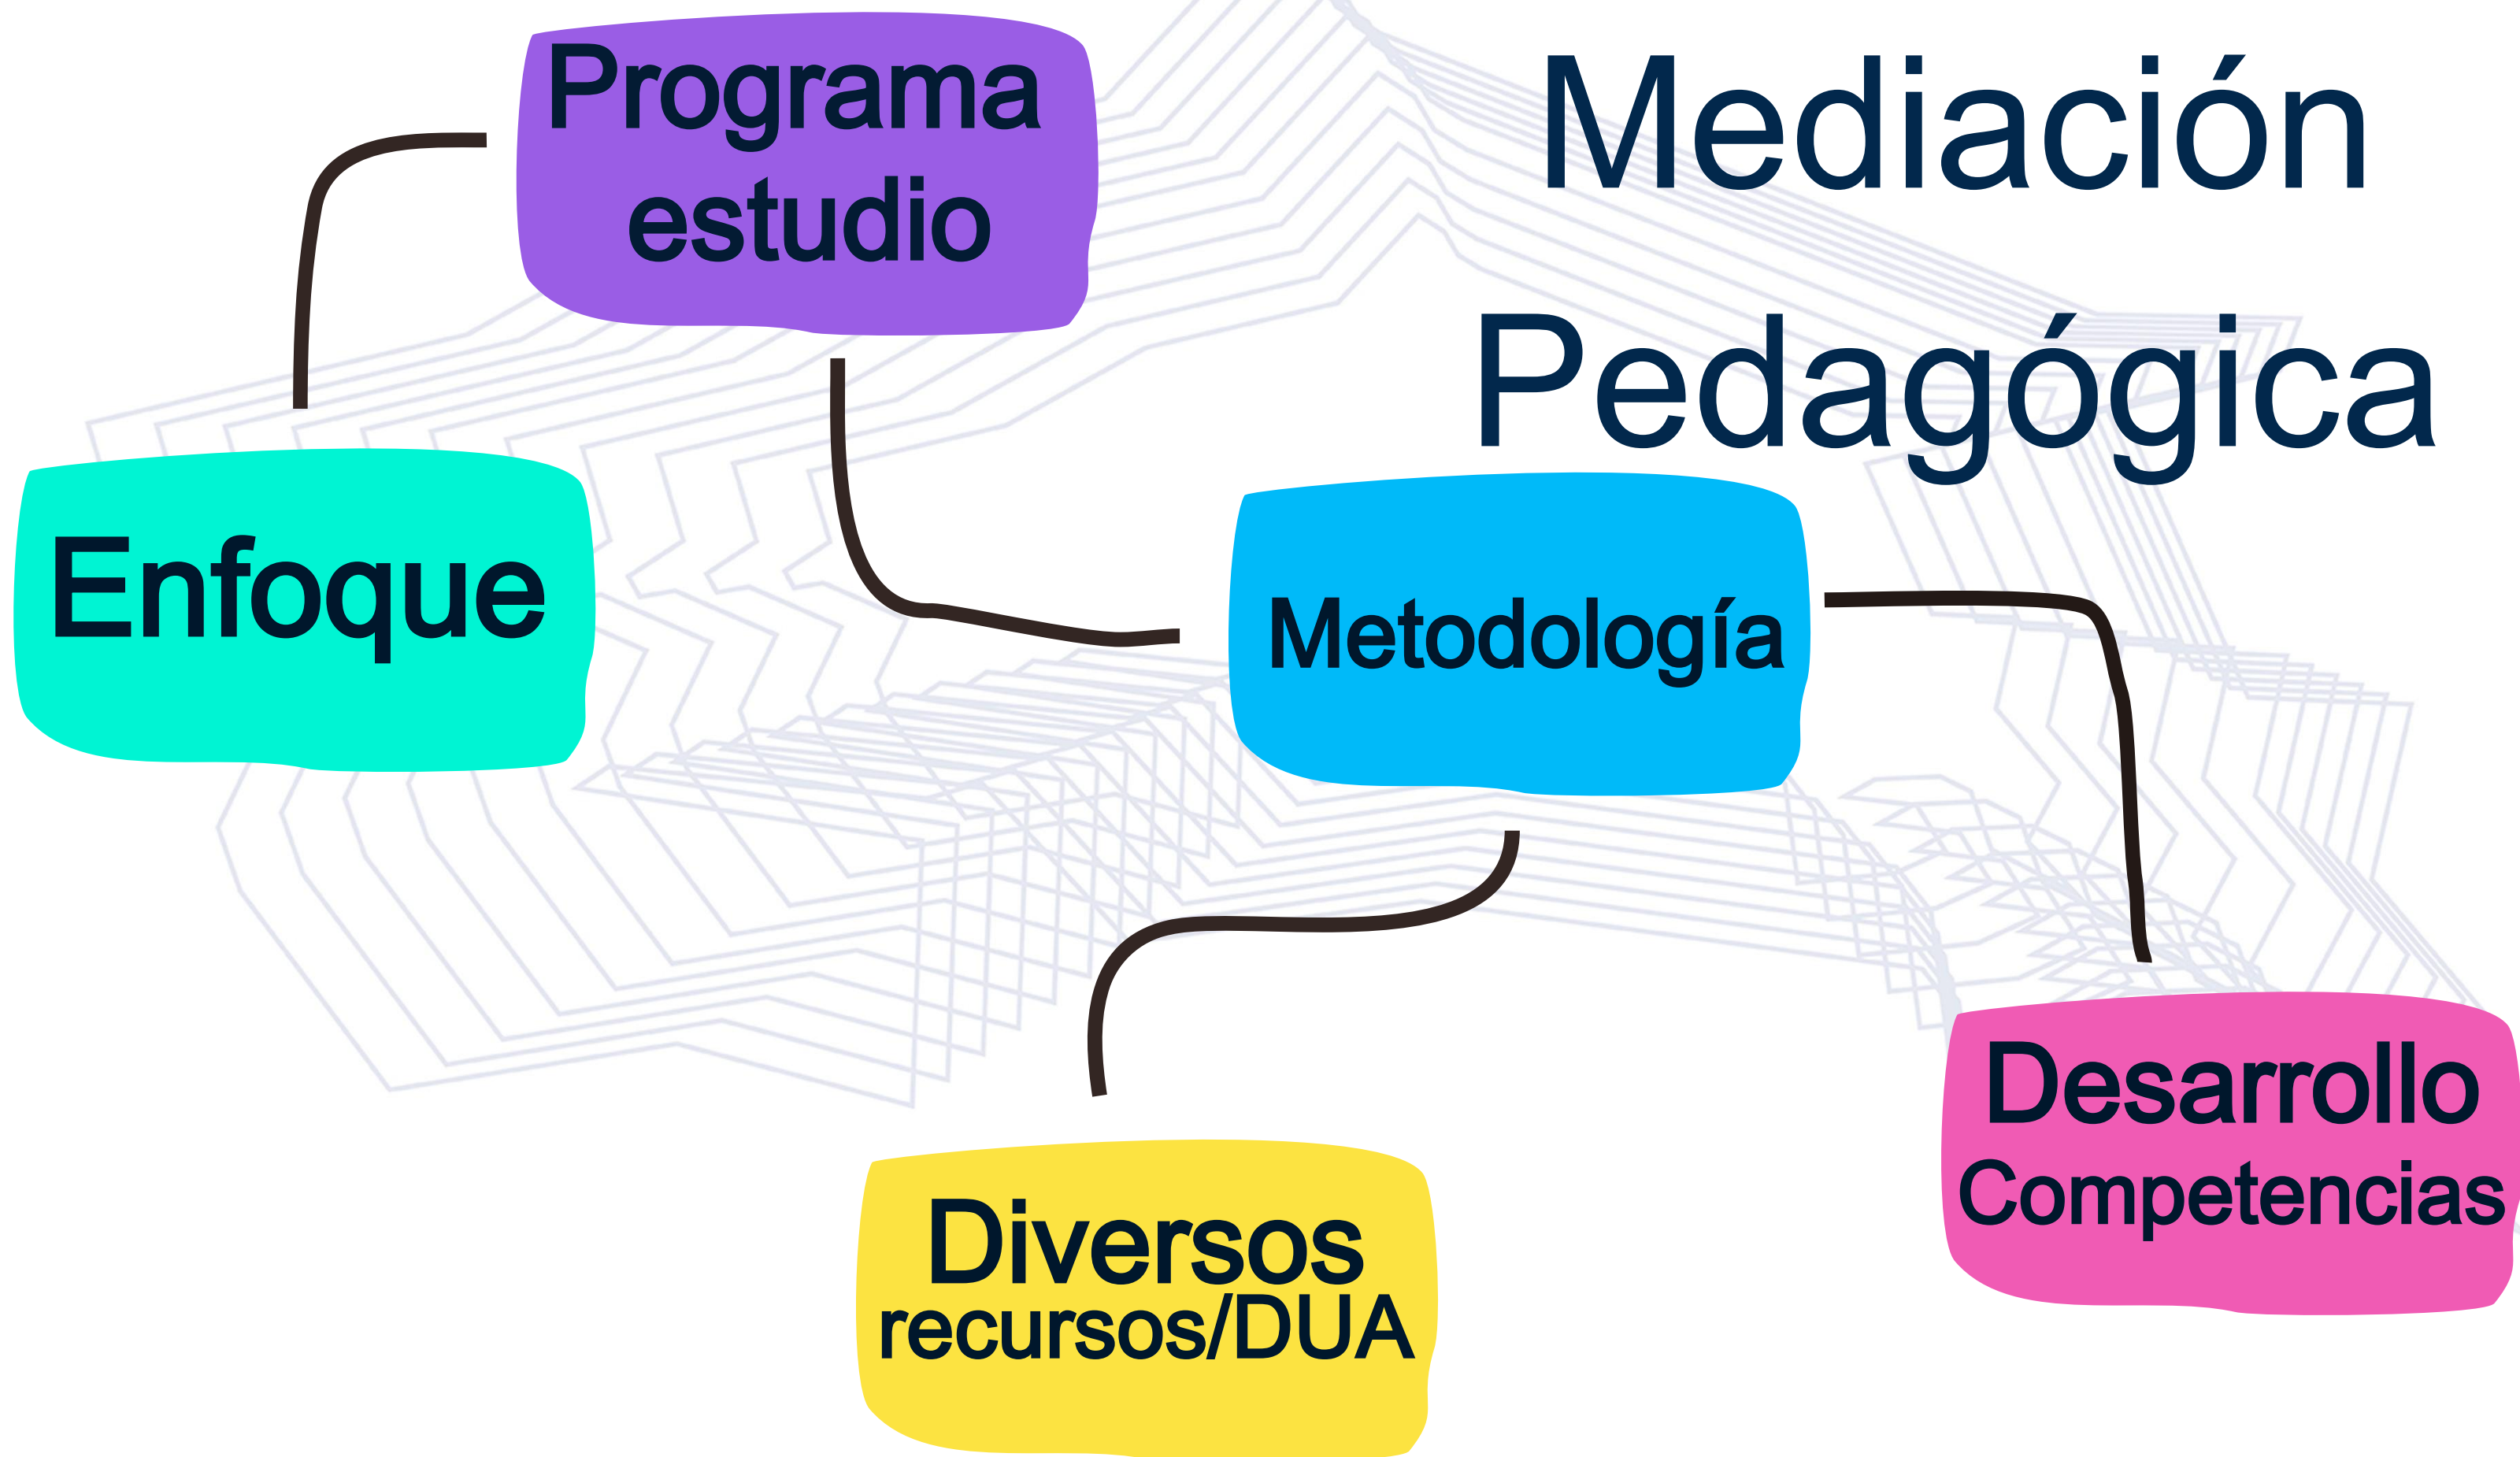 Mediación
Pedagógica
Programa
estudio
Enfoque
Metodología
Desarrollo
Competencias
Diversos
recursos/DUA